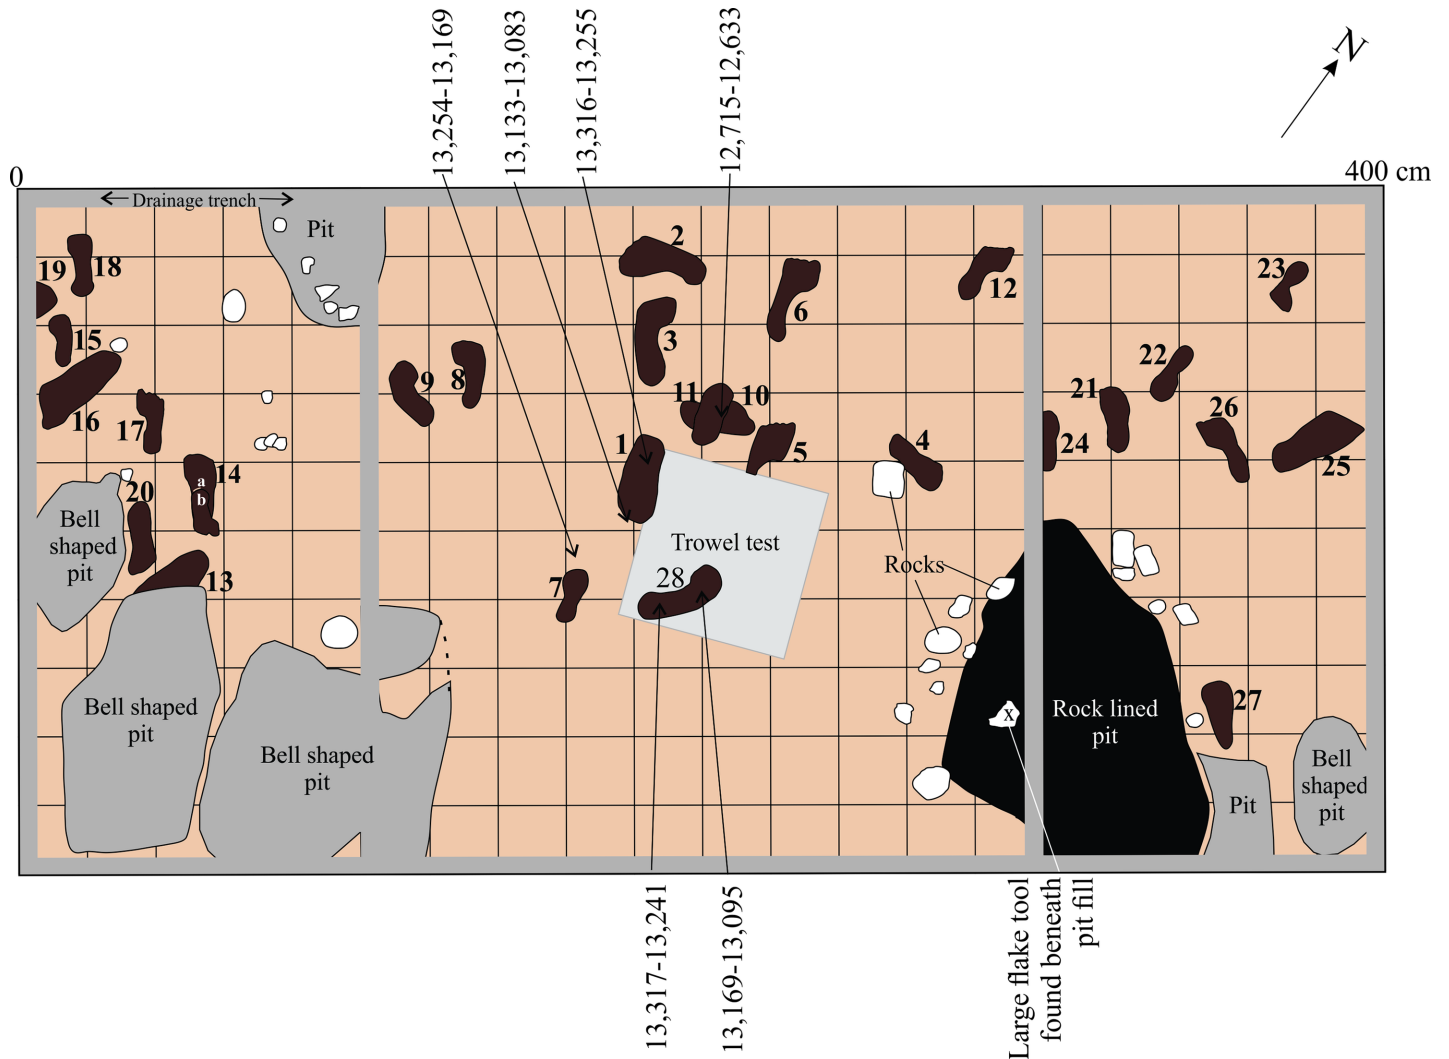 13,254-13,169
13,133-13,083
13,316-13,255
12,715-12,633
N
0
400 cm
Drainage trench
Pit
2
18
19
23
12
6
15
3
22
9
8
21
11
10
26
16
17
1
5
4
24
25
14
a
b
20
Bell
shaped
pit
Trowel test
Rocks
13
7
28
27
Bell shaped
pit
Rock lined
pit
x
Bell shaped
pit
Pit
Bell
shaped
pit
13,317-13,241
13,169-13,095
Large flake tool
found beneath
pit fill